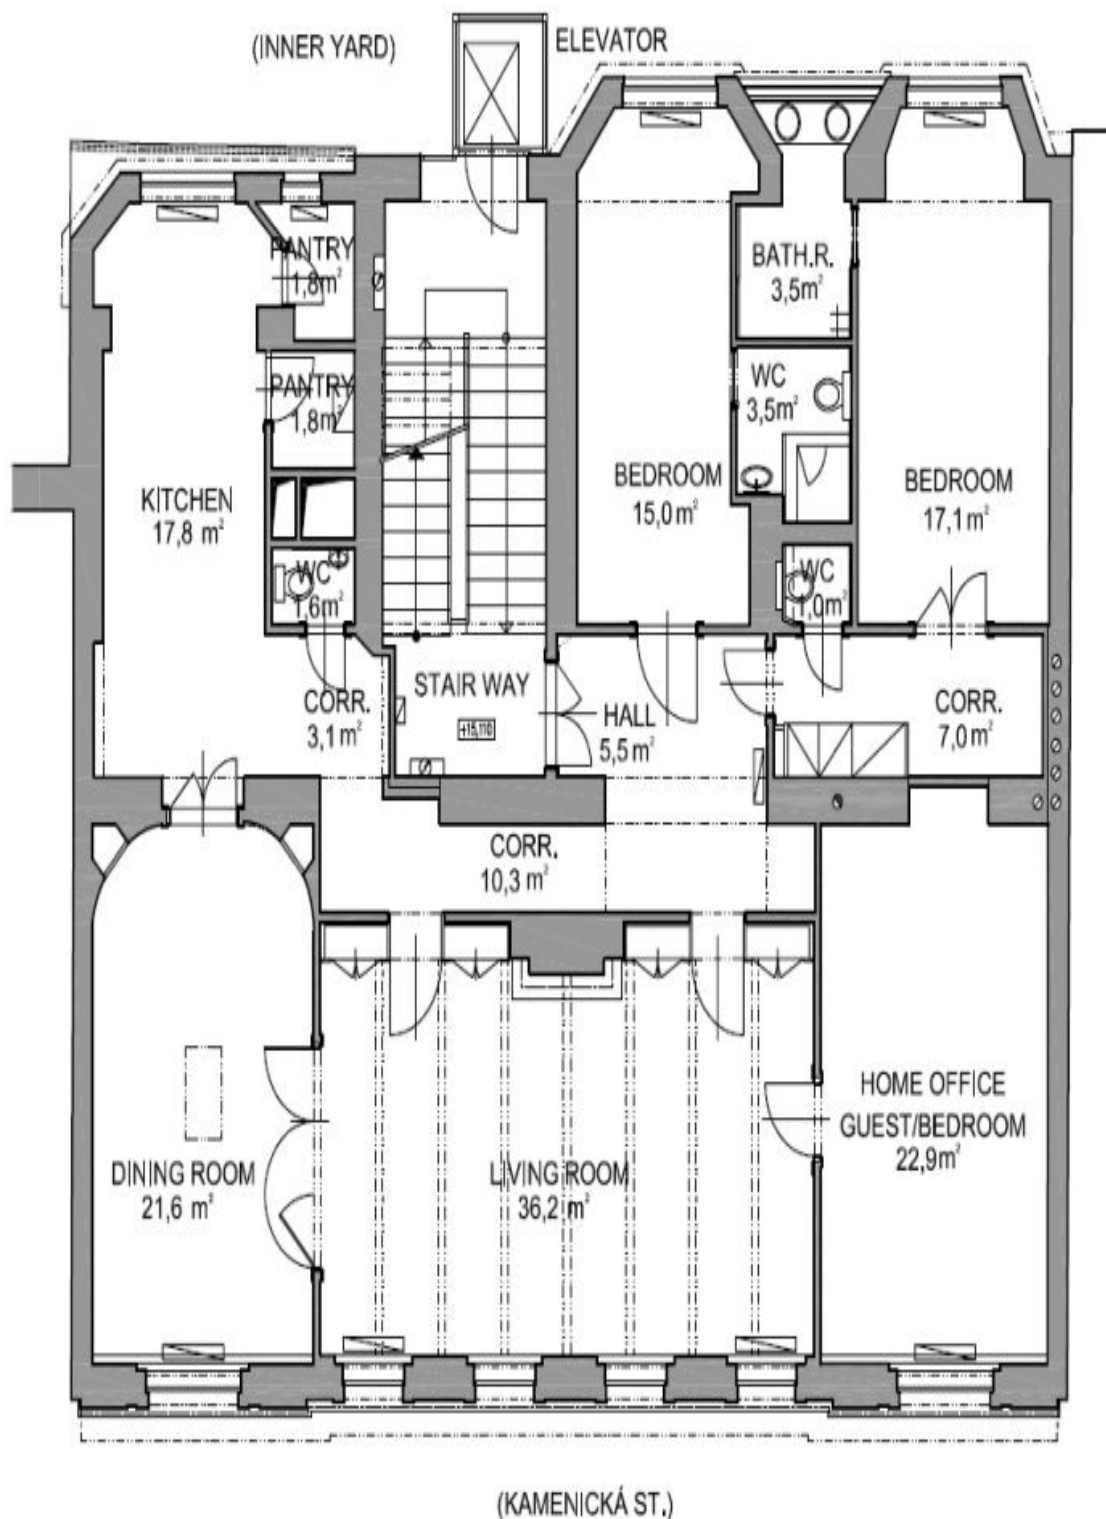 (INNER YARD)
ELEVATOR
PANTRY
1,8m²
BATH.R.
3,5m²
PANTRY
1,8m²
WC
3,5m²
BEDROOM
15,0m²
BEDROOM
17,1m²
KITCHEN
17,8 m²
WC
1,6m²
WC
1,0m²
STAIR WAY
+15,110
CORR.
3,1m²
HALL
5,5m²
CORR.
7,0m²
CORR.
10,3 m²
HOME OFFICE
GUEST/BEDROOM
22,9m²
DINING ROOM
21,6 m²
LIVING ROOM
36,2 m²
(KAMENICKÁ ST.)